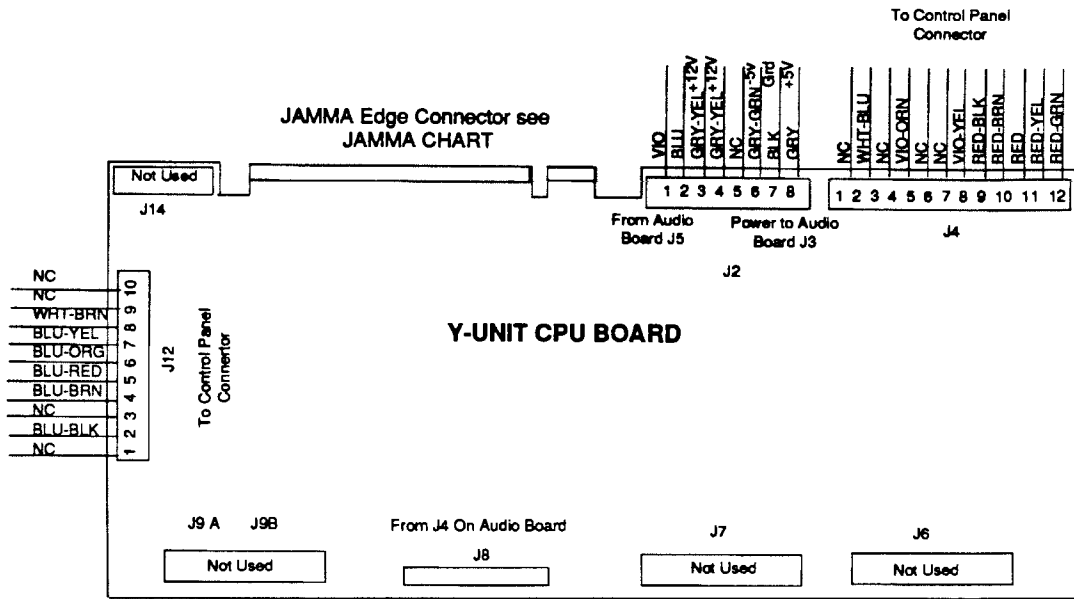 To Control Panel
Connector
JAMMA Edge Connector see
JAMMA CHART
VIO
BLU
GRY-YEL +12V
GRY-YEL +12V
NC
GRY-GRN -5v
BLK Grd
GRY +5V
NC
WHT-BLU
NC
VIO-ORN
NC
NC
VIO-YEL
RED-BLK
RED-BRN
RED
RED-YEL
RED-GRN
Not Used
J14
1 2 3 4 5 6 7 8
1 2 3 4 5 6 7 8 9 10 11 12
From Audio
Board J5
Power to Audio
Board J3
J2
J4
NC 10
NC 9
WHT-BRN 8
BLU-YEL 7
BLU-ORG 6
BLU-RED 5
BLU-BRN 4
NC 3
BLU-BLK 2
NC 1
J12
To Control Panel
Connertor
Y-UNIT CPU BOARD
J9 A J9B
Not Used
From J4 On Audio Board
J8
J7
Not Used
J6
Not Used